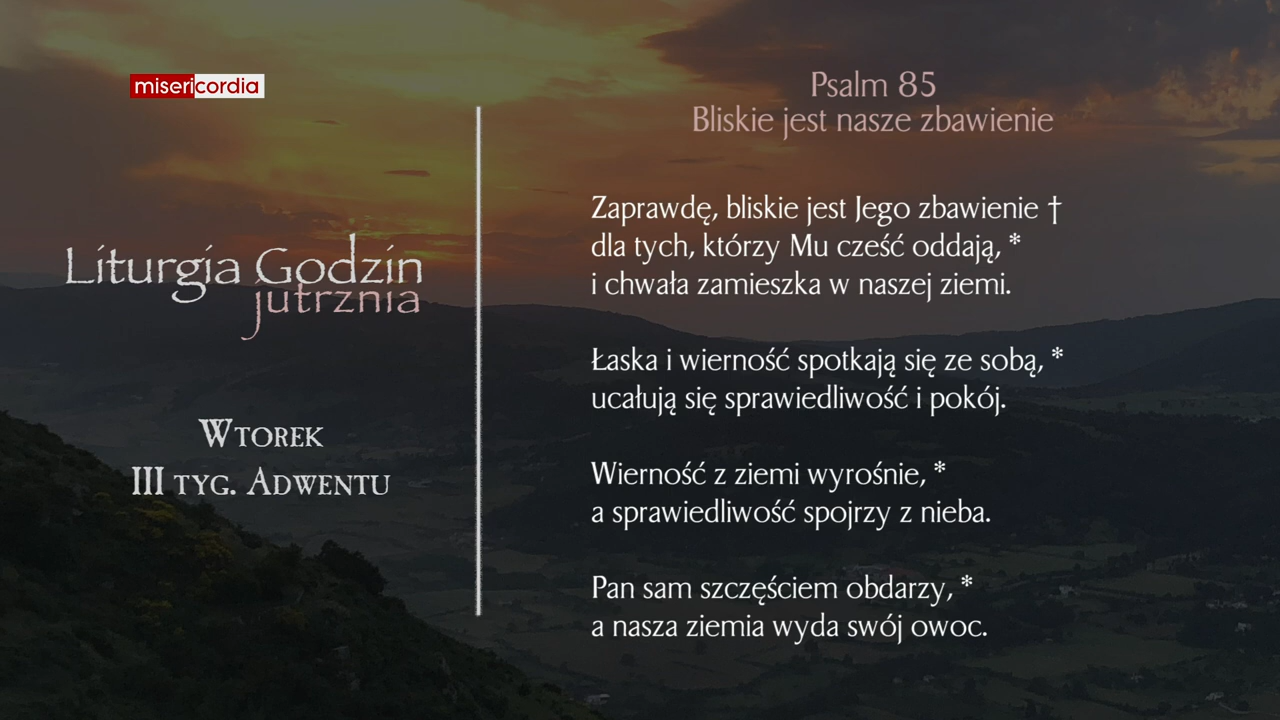 misericordia
Liturgia Godzin
jutrznia
Wtorek
III tyg. Adwentu
Psalm 85
Bliskie jest nasze zbawienie
Zaprawdę, bliskie jest Jego zbawienie †
dla tych, którzy Mu cześć oddają, *
i chwała zamieszka w naszej ziemi.
Łaska i wierność spotkają się ze sobą, *
ucałują się sprawiedliwość i pokój.
Wierność z ziemi wyrośnie, *
a sprawiedliwość spojrzy z nieba.
Pan sam szczęściem obdarzy, *
a nasza ziemia wyda swój owoc.